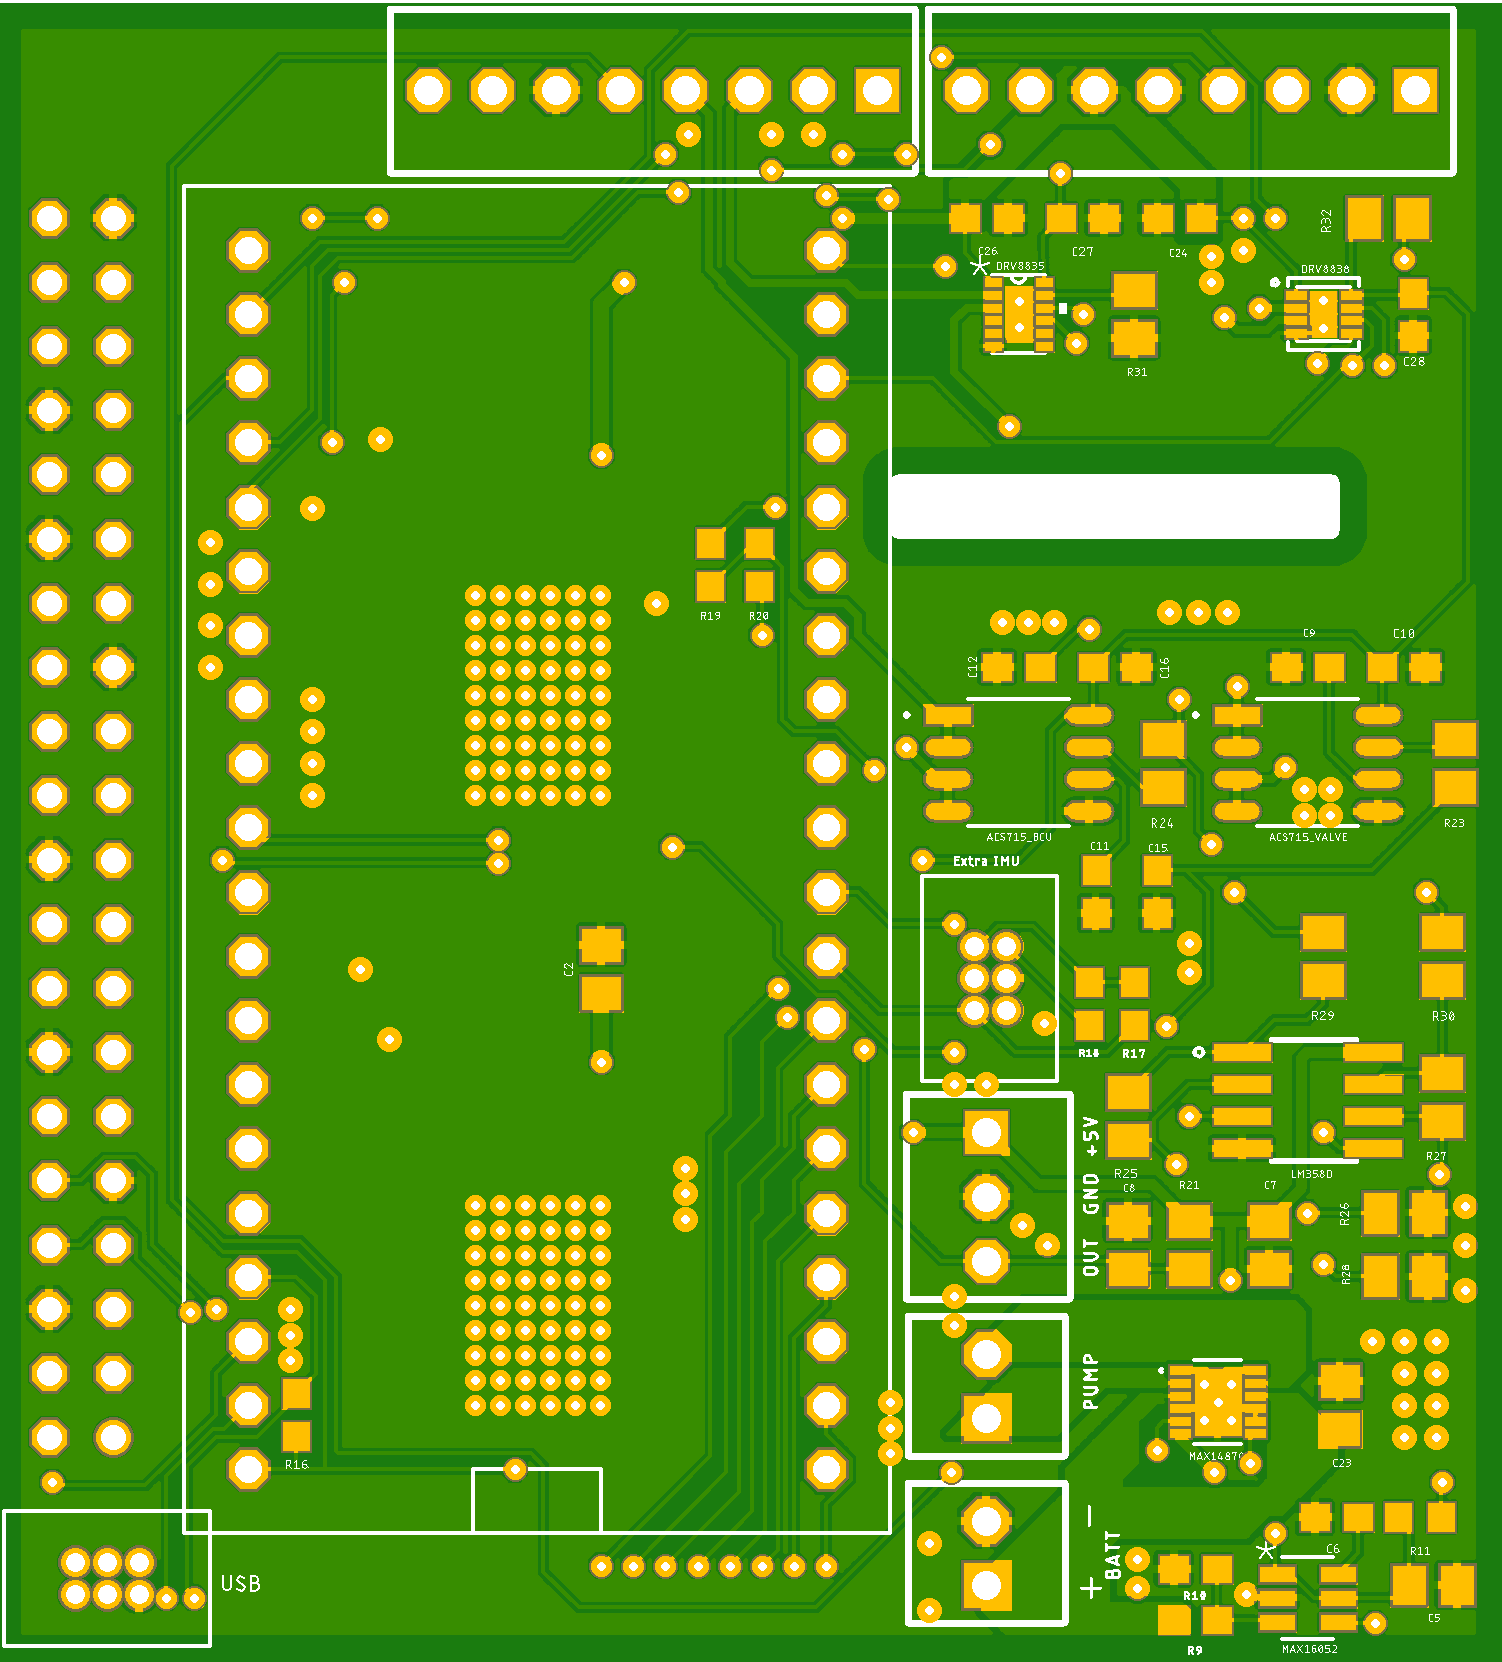 R32
C26
C27
C24
DRV8835
DRV8838
R31
C28
R19
R20
C12
C16
C9
C10
ACS715_BCU
R24
ACS715_VALVE
R23
Extra IMU
C11
C15
C2
R29
R30
R18
R17
R25
C8
R21
C7
LM358D
R27
OUT GND +5V
R26
R28
PUMP
R16
C23
BATT
+
−
C6
R11
USB
R10
C5
R9
MAX16052